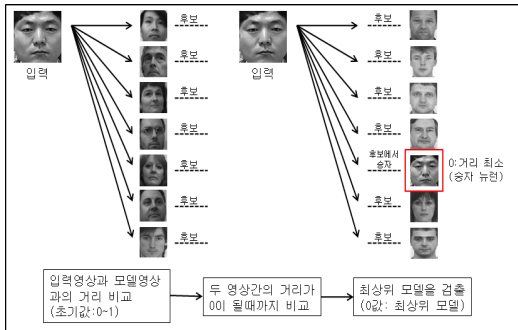 후보
후보
후보
후보
후보
후보
후보
입력
후보
후보
후보
후보
후보에서
승자
후보
후보
입력
0:거리 최소
(승자 뉴런)
입력영상과 모델영상
과의 거리 비교
(초기값:0~1)
두 영상간의 거리가
0이 될때까지 비교
최상위 모델을 검출
(0값: 최상위 모델)